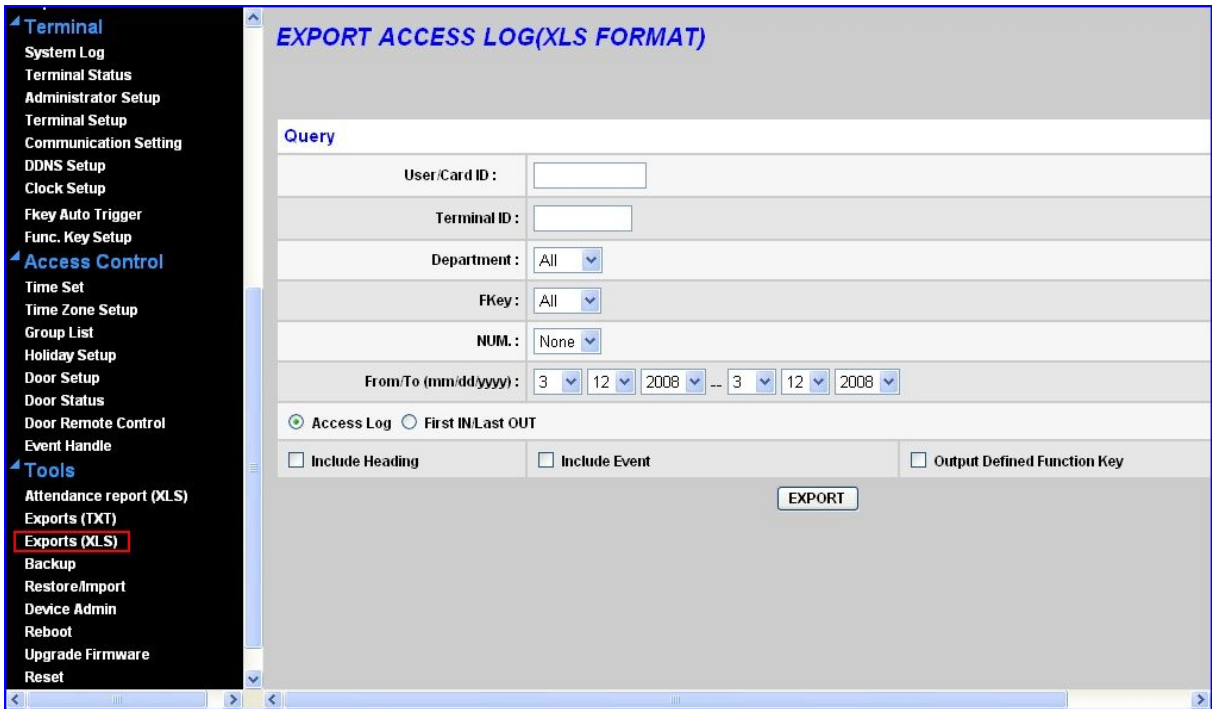 Terminal
System Log
Terminal Status
Administrator Setup
Terminal Setup
Communication Setting
DDNS Setup
Clock Setup
Fkey Auto Trigger
Func. Key Setup
Access Control
Time Set
Time Zone Setup
Group List
Holiday Setup
Door Setup
Door Status
Door Remote Control
Event Handle
Tools
Attendance report (XLS)
Exports (TXT)
Exports (XLS)
Backup
Restore/Import
Device Admin
Reboot
Upgrade Firmware
Reset
EXPORT ACCESS LOG(XLS FORMAT)
Query
User/Card ID :
Terminal ID :
Department : All
FKey : All
NUM. : None
From/To (mm/dd/yyyy) : 3 12 2008 -- 3 12 2008
Access Log First IN/Last OUT
Include Heading Include Event Output Defined Function Key
EXPORT